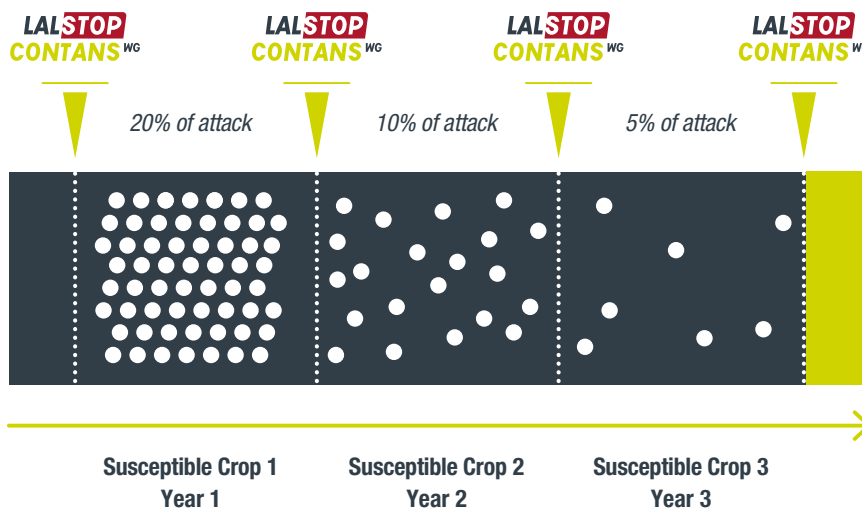 LALSTOP LALSTOP LALSTOP LALSTOP
CONTANS WG CONTANS WG CONTANS WG CONTANS W
20% of attack 10% of attack 5% of attack
Susceptible Crop 1 Susceptible Crop 2 Susceptible Crop 3
Year 1 Year 2 Year 3